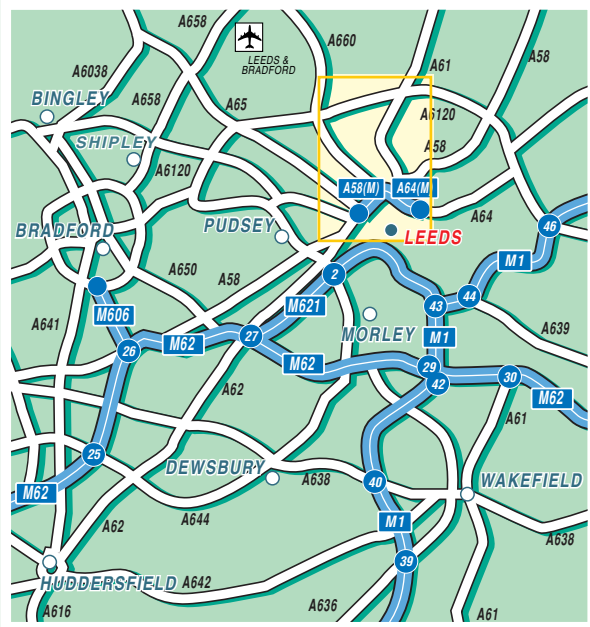 A658
A660
A6038
LEEDS &
BRADFORD
A61
A58
BINGLEY
A658
A65
A6120
SHIPLEY
A58
A6120
A58(M)
A64(M)
PUDSEY
A64
BRADFORD
LEEDS
46
M1
A650
A58
2
44
43
M606
M621
A641
MORLEY
M1
A639
26
M62
27
M62
29
42
30
A62
M62
A61
25
DEWSBURY
A638
40
WAKEFIELD
M62
A62
A644
M1
A638
39
HUDDERSFIELD
A642
A616
A636
A61